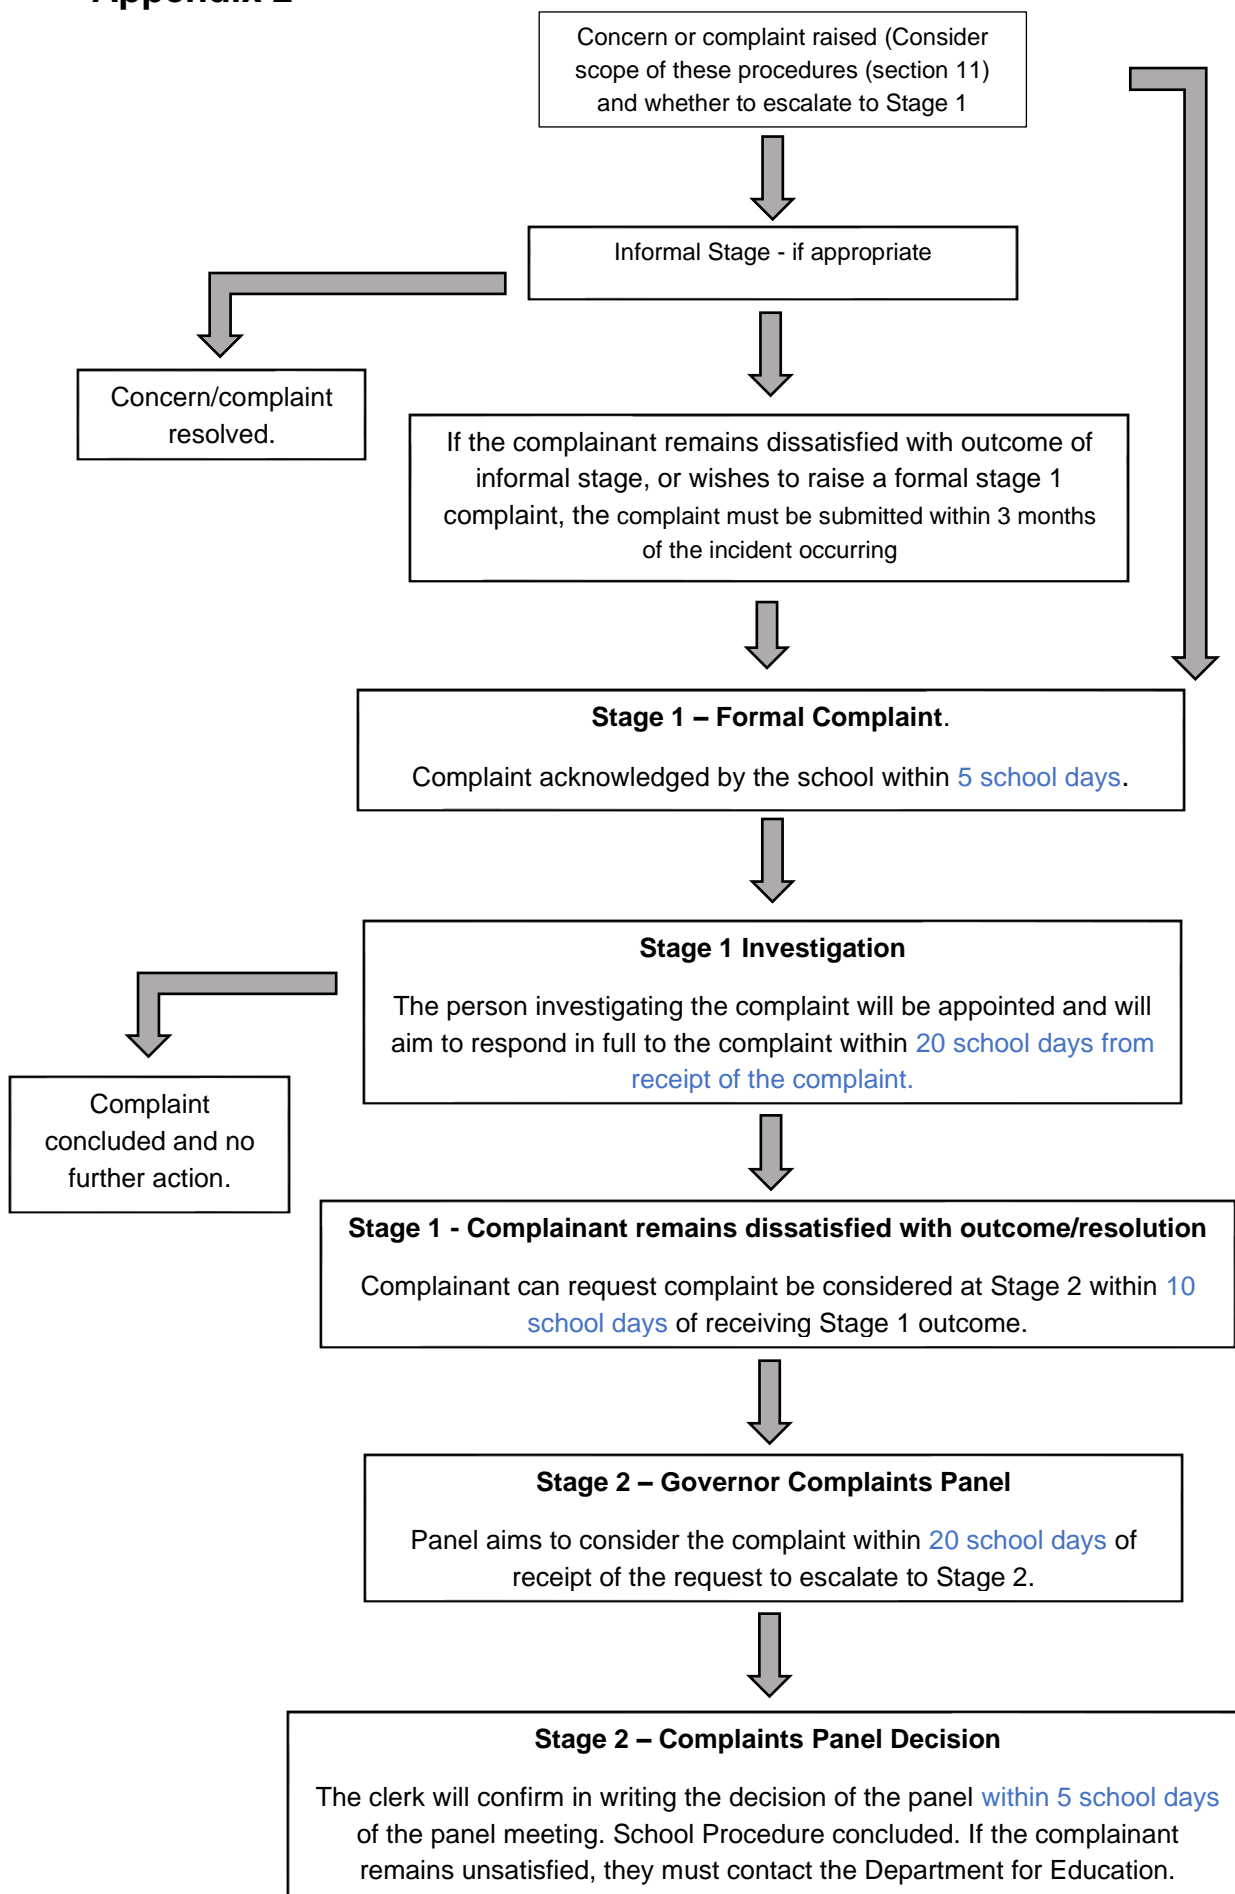 Appendix 2
Concern or complaint raised (Consider
scope of these procedures (section 11)
and whether to escalate to Stage 1
Informal Stage - if appropriate
Concern/complaint
resolved.
If the complainant remains dissatisfied with outcome of
informal stage, or wishes to raise a formal stage 1
complaint, the complaint must be submitted within 3 months
of the incident occurring
Stage 1 – Formal Complaint.
Complaint acknowledged by the school within 5 school days.
Stage 1 Investigation
The person investigating the complaint will be appointed and will
aim to respond in full to the complaint within 20 school days from
receipt of the complaint.
Complaint
concluded and no
further action.
Stage 1 - Complainant remains dissatisfied with outcome/resolution
Complainant can request complaint be considered at Stage 2 within 10
school days of receiving Stage 1 outcome.
Stage 2 – Governor Complaints Panel
Panel aims to consider the complaint within 20 school days of
receipt of the request to escalate to Stage 2.
Stage 2 – Complaints Panel Decision
The clerk will confirm in writing the decision of the panel within 5 school days
of the panel meeting. School Procedure concluded. If the complainant
remains unsatisfied, they must contact the Department for Education.